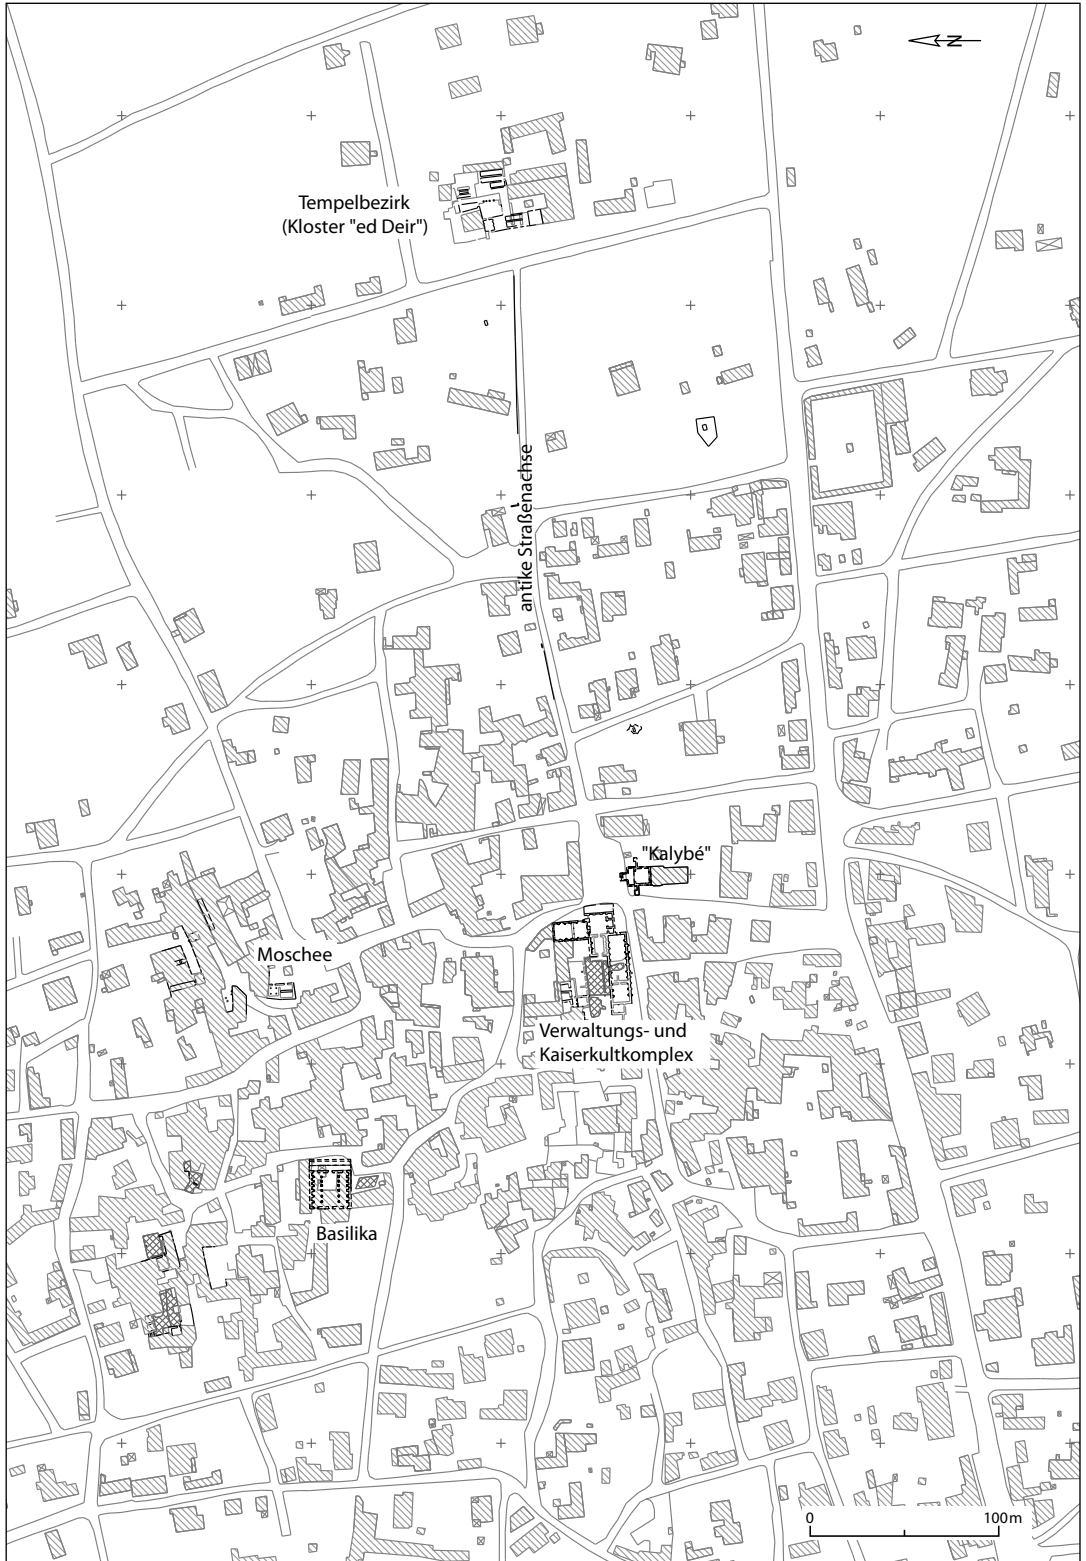 N
Tempelbezirk
(Kloster "ed Deir")
antike Straßenachse
"Kalybé"
Moschee
Verwaltungs- und
Kaiserkultkomplex
Basilika
0 100m